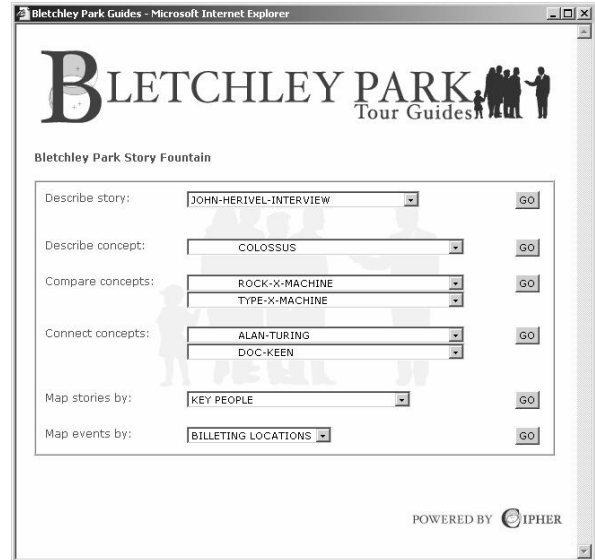 Bletchley Park Guides - Microsoft Internet Explorer
BLETCHLEY PARK
Tour Guides
Bletchley Park Story Fountain
Describe story: JOHN-HERIVEL-INTERVIEW GO
Describe concept: COLOSSUS GO
Compare concepts: ROCK-X-MACHINE GO
TYPE-X-MACHINE
Connect concepts: ALAN-TURING GO
DOC-KEEN
Map stories by: KEY PEOPLE GO
Map events by: BILLETING LOCATIONS GO
POWERED BY CIPHER